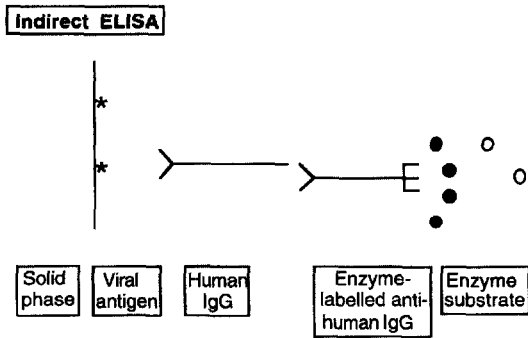 Indirect ELISA
*
*
Solid
phase
Viral
antigen
Human
IgG
Enzyme-
labelled anti-
human IgG
Enzyme
substrate